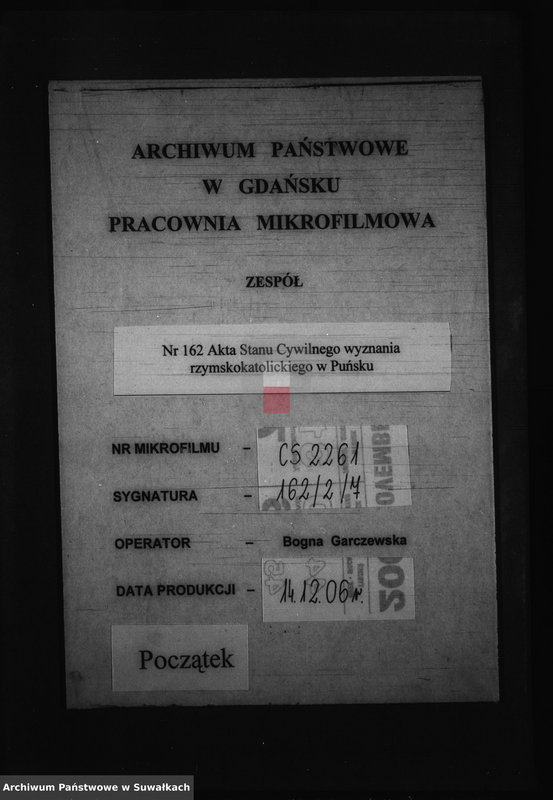 ARCHIWUM PAŃSTWOWE
W GDAŃSKU
PRACOWNIA MIKROFILMOWA
ZESPÓŁ
Nr 162 Akta Stanu Cywilnego wyznania
rzymskokatolickiego w Puńsku
NR MIKROFILMU – CS 2261
SYGNATURA – 162/2/7
OPERATOR – Bogna Garczewska
DATA PRODUKCJI – 14.12.06 r.
Początek
Archiwum Państwowe w Suwałkach